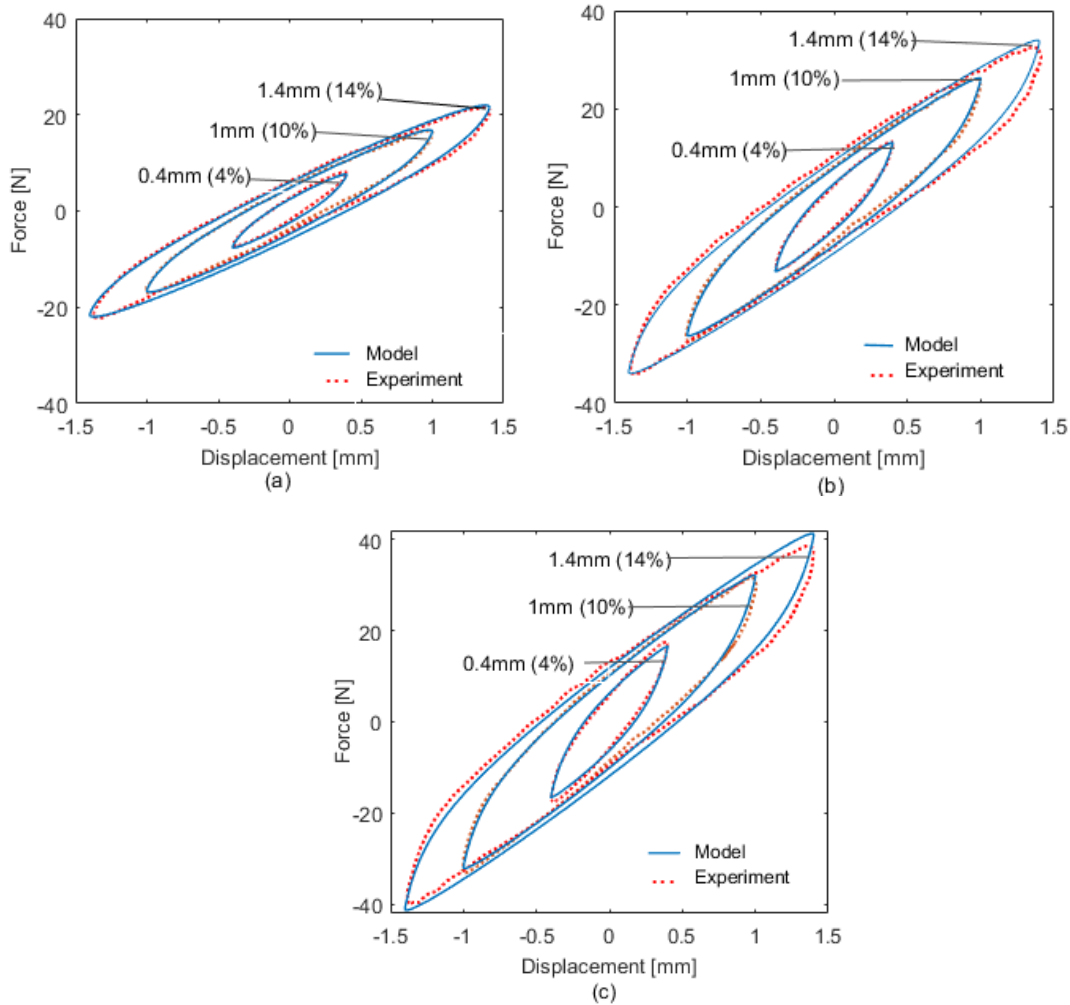 40
20
0
-20
-40
Force [N]
1.4mm (14%)
1mm (10%)
0.4mm (4%)
Model
Experiment
-1.5 -1 -0.5 0 0.5 1 1.5
Displacement [mm]
(a)
40
20
0
-20
-40
Force [N]
1.4mm (14%)
1mm (10%)
0.4mm (4%)
Model
Experiment
-1.5 -1 -0.5 0 0.5 1 1.5
Displacement [mm]
(b)
40
20
0
-20
-40
Force [N]
1.4mm (14%)
1mm (10%)
0.4mm (4%)
Model
Experiment
-1.5 -1 -0.5 0 0.5 1 1.5
Displacement [mm]
(c)